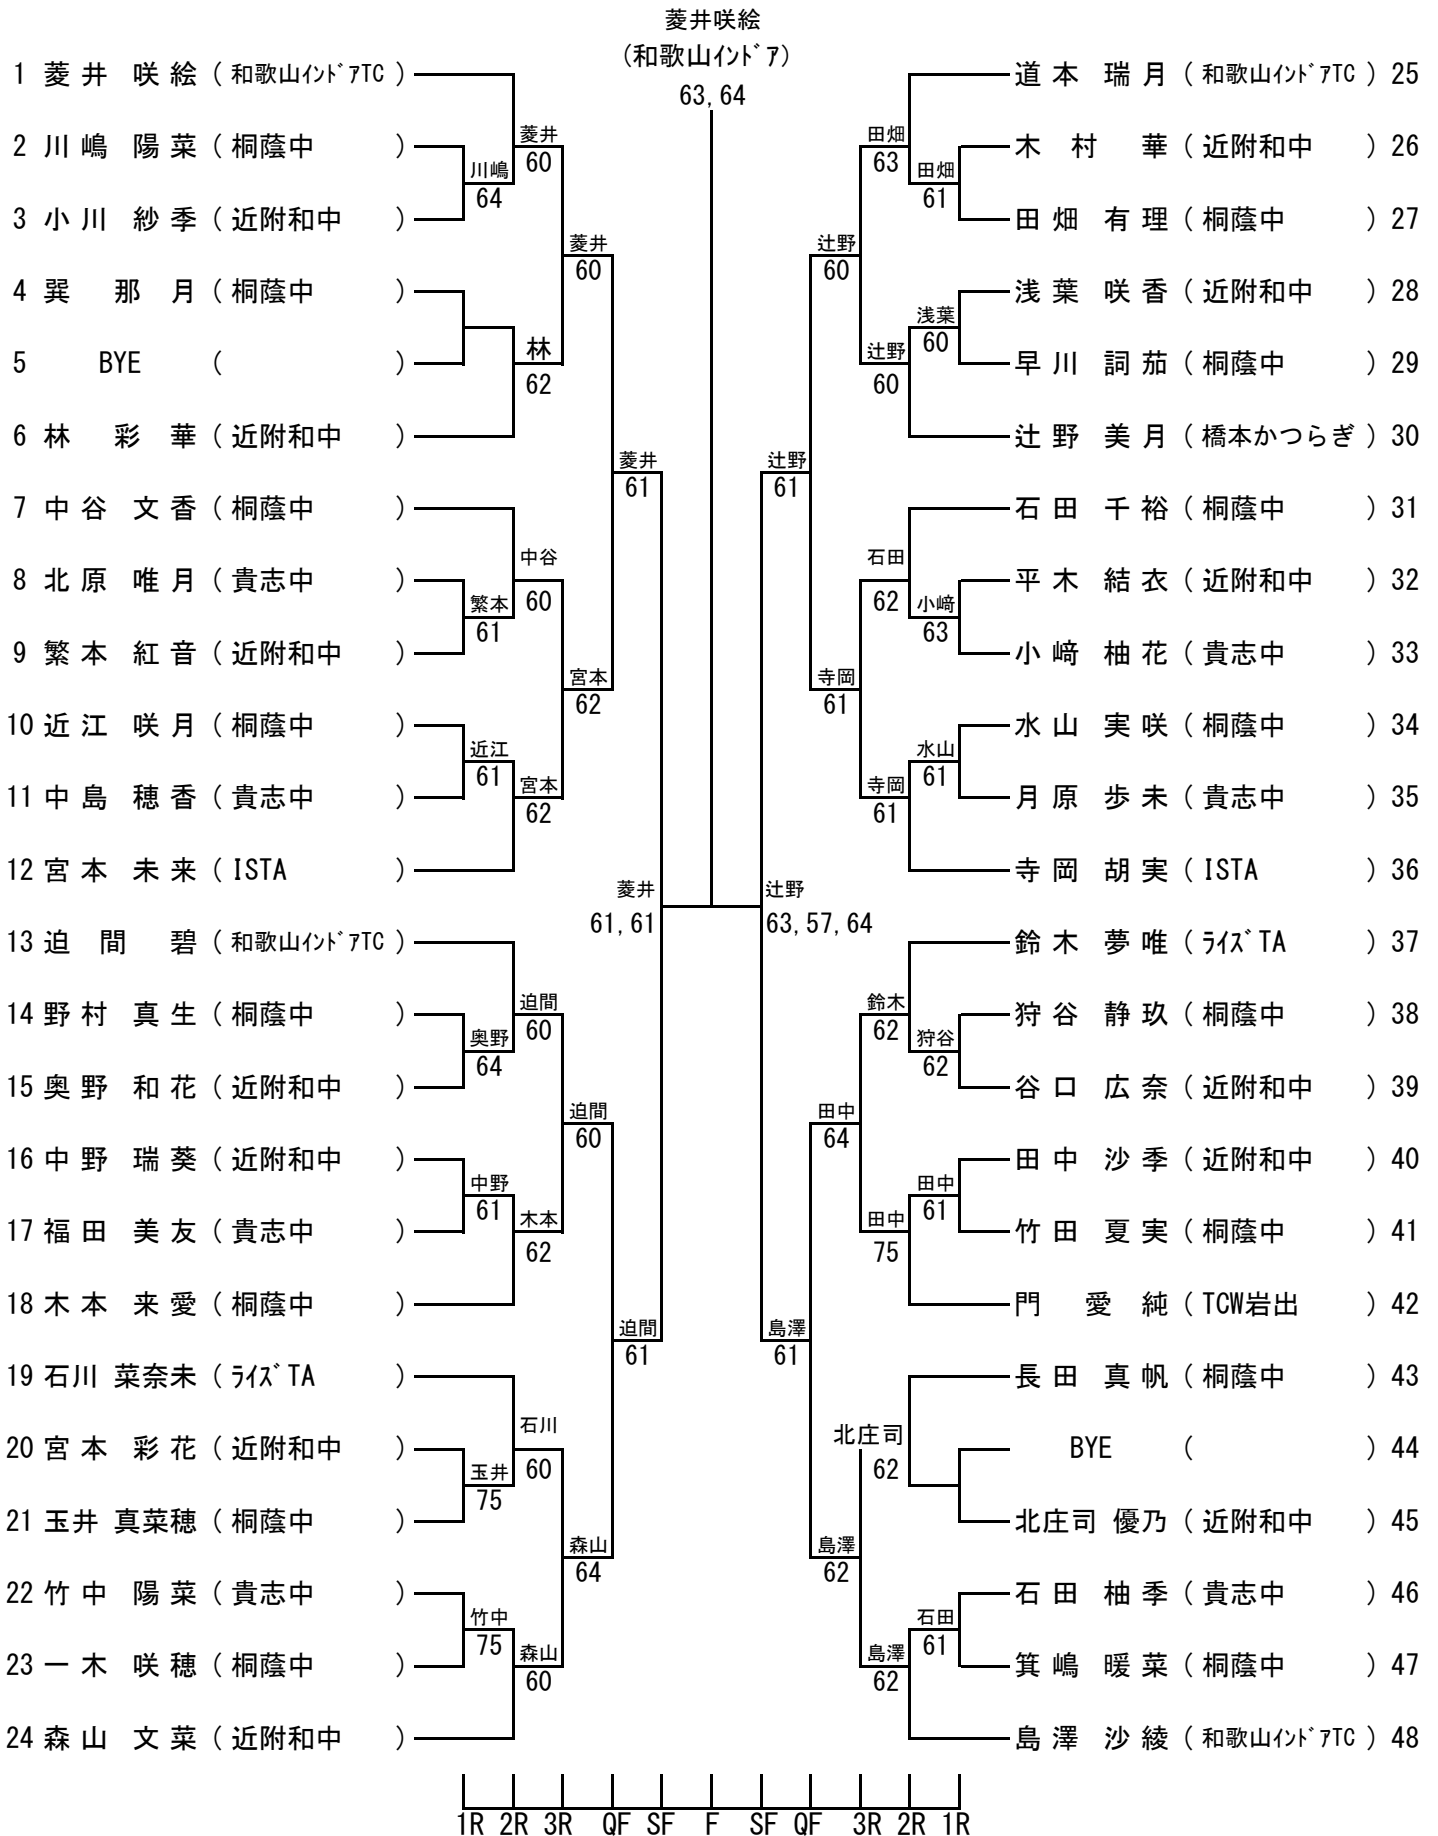 菱井咲絵
(和歌山インドア)
63, 64
1 菱井 咲絵 ( 和歌山インドアTC )
2 川嶋 陽菜 ( 桐蔭中 )
3 小川 紗季 ( 近附和中 )
4 巽 那月 ( 桐蔭中 )
5 BYE ( )
6 林 彩華 ( 近附和中 )
7 中谷 文香 ( 桐蔭中 )
8 北原 唯月 ( 貴志中 )
9 繁本 紅音 ( 近附和中 )
10 近江 咲月 ( 桐蔭中 )
11 中島 穂香 ( 貴志中 )
12 宮本 未来 ( ISTA )
13 迫間 碧 ( 和歌山インドアTC )
14 野村 真生 ( 桐蔭中 )
15 奥野 和花 ( 近附和中 )
16 中野 瑞葵 ( 近附和中 )
17 福田 美友 ( 貴志中 )
18 木本 来愛 ( 桐蔭中 )
19 石川 菜奈未 ( ライズTA )
20 宮本 彩花 ( 近附和中 )
21 玉井 真菜穂 ( 桐蔭中 )
22 竹中 陽菜 ( 貴志中 )
23 一木 咲穂 ( 桐蔭中 )
24 森山 文菜 ( 近附和中 )
川嶋
64
繁本
61
近江
61
奥野
64
中野
61
玉井
75
竹中
75
菱井
60
林
62
中谷
60
宮本
62
迫間
60
木本
62
石川
60
森山
60
菱井
60
宮本
62
迫間
60
森山
64
菱井
61
迫間
61
菱井
61, 61
辻野
63, 57, 64
辻野
61
島澤
61
辻野
60
寺岡
61
田中
64
島澤
62
田畑
63
辻野
60
石田
62
寺岡
61
鈴木
62
田中
75
北庄司
62
島澤
62
田畑
61
浅葉
60
小﨑
63
水山
61
狩谷
62
田中
61
石田
61
道本 瑞月 ( 和歌山インドアTC ) 25
木村 華 ( 近附和中 ) 26
田畑 有理 ( 桐蔭中 ) 27
浅葉 咲香 ( 近附和中 ) 28
早川 詞茄 ( 桐蔭中 ) 29
辻野 美月 ( 橋本かつらぎ ) 30
石田 千裕 ( 桐蔭中 ) 31
平木 結衣 ( 近附和中 ) 32
小﨑 柚花 ( 貴志中 ) 33
水山 実咲 ( 桐蔭中 ) 34
月原 歩未 ( 貴志中 ) 35
寺岡 胡実 ( ISTA ) 36
鈴木 夢唯 ( ライズTA ) 37
狩谷 静玖 ( 桐蔭中 ) 38
谷口 広奈 ( 近附和中 ) 39
田中 沙季 ( 近附和中 ) 40
竹田 夏実 ( 桐蔭中 ) 41
門 愛純 ( TCW岩出 ) 42
長田 真帆 ( 桐蔭中 ) 43
BYE ( ) 44
北庄司 優乃 ( 近附和中 ) 45
石田 柚季 ( 貴志中 ) 46
箕嶋 暖菜 ( 桐蔭中 ) 47
島澤 沙綾 ( 和歌山インドアTC ) 48
1R 2R 3R QF SF F SF QF 3R 2R 1R